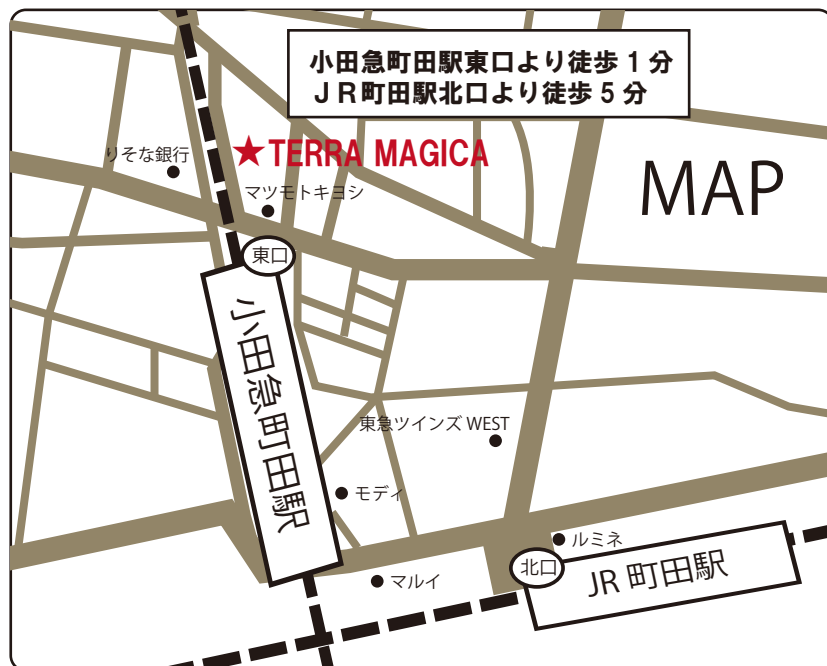 小田急町田駅東口より徒歩1分
JR町田駅北口より徒歩5分
りそな銀行
★TERRA MAGICA
MAP
マツモトキヨシ
東口
小田急町田駅
東急ツインズ WEST
モディ
ルミネ
北口
JR 町田駅
マルイ